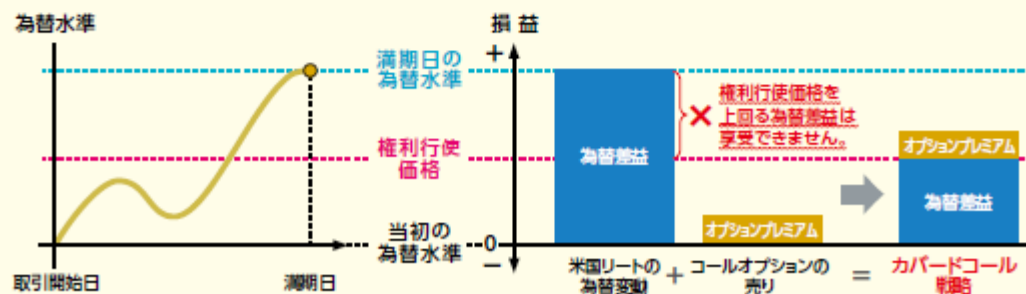 為替水準
損 益
満期日の
為替水準
権利行使
価格
当初の
為替水準
取引開始日
満期日
+
0
−
為替差益
×
権利行使価格を
上回る為替差益は
享受できません。
オプションプレミアム
オプションプレミアム
為替差益
米国リートの
為替変動
+
コールオプションの
売り
=
カバードコール
戦略